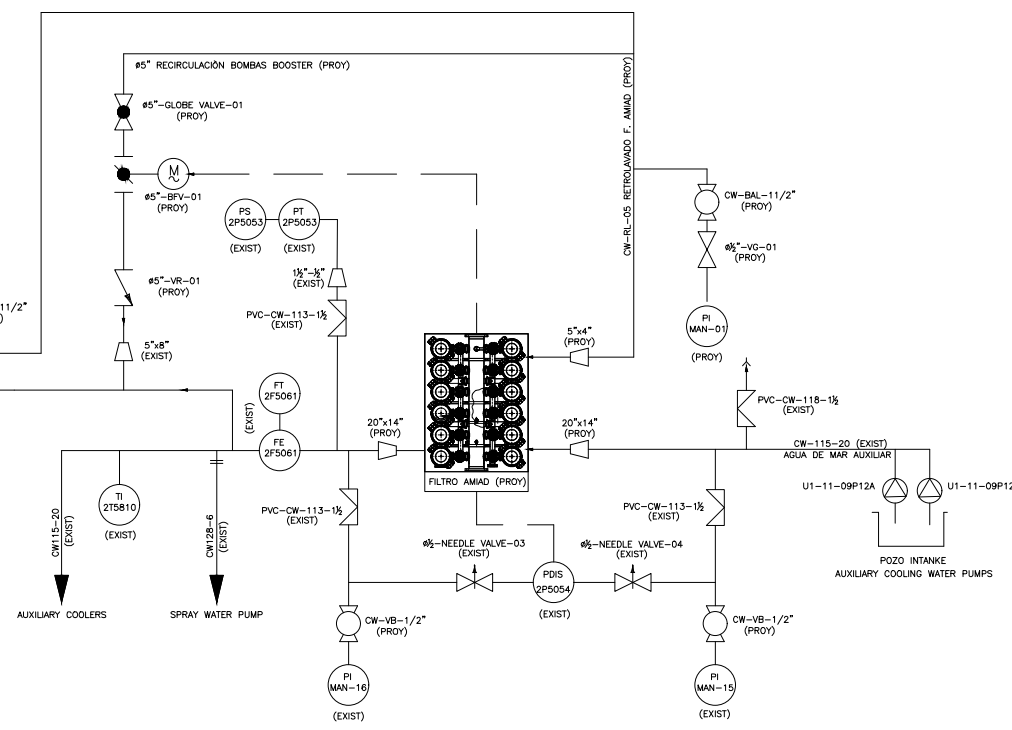 ø5" RECIRCULACIÓN BOMBAS BOOSTER (PROY)
ø5"-GLOBE VALVE-01
(PROY)
CW-RL-05 RETROLAVADO F. AMIAD (PROY)
M
ø5"-BFV-01
(PROY)
PS
2P5053
(EXIST)
PT
2P5053
(EXIST)
CW-BAL-11/2"
(PROY)
ø½"-VG-01
(PROY)
ø5"-VR-01
(PROY)
1½"-½"
(EXIST)
11/2"
)
PVC-CW-113-1½
(EXIST)
PI
MAN-01
(PROY)
5"x8"
(EXIST)
5"x4"
(PROY)
FT
2F5061
(EXIST)
FE
2F5061
PVC-CW-118-1½
(EXIST)
20"x14"
(PROY)
20"x14"
(PROY)
CW-115-20 (EXIST)
AGUA DE MAR AUXILIAR
FILTRO AMIAD (PROY)
U1-11-09P12A
U1-11-09P12
TI
2T5810
(EXIST)
CW115-20
(EXIST)
CW128-6
(EXIST)
PVC-CW-113-1½
(EXIST)
PVC-CW-113-1½
(EXIST)
ø½-NEEDLE VALVE-03
(EXIST)
ø½-NEEDLE VALVE-04
(EXIST)
POZO INTANKE
AUXILIARY COOLING WATER PUMPS
PDIS
2P5054
(EXIST)
AUXILIARY COOLERS
SPRAY WATER PUMP
CW-VB-1/2"
(PROY)
CW-VB-1/2"
(PROY)
PI
MAN-16
(EXIST)
PI
MAN-15
(EXIST)